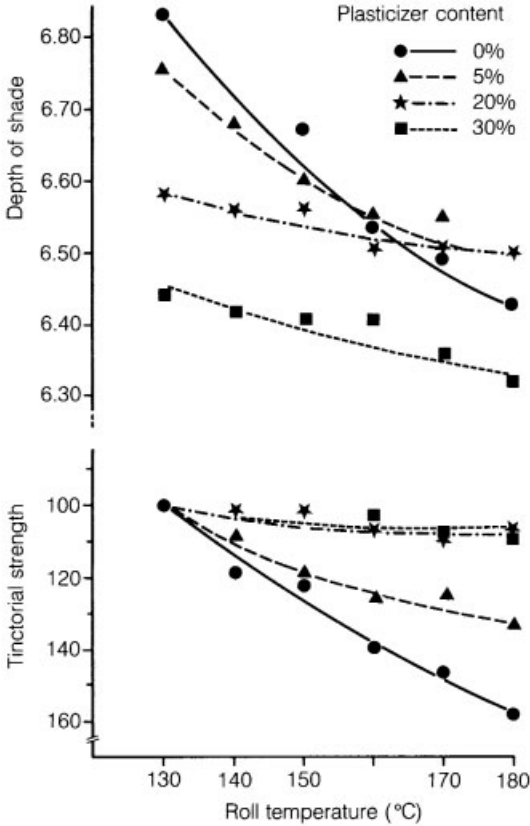 Plasticizer content
0%
5%
20%
30%
Depth of shade
6.80
6.70
6.60
6.50
6.40
6.30
Tinctorial strength
100
120
140
160
130 140 150 160 170 180
Roll temperature (°C)